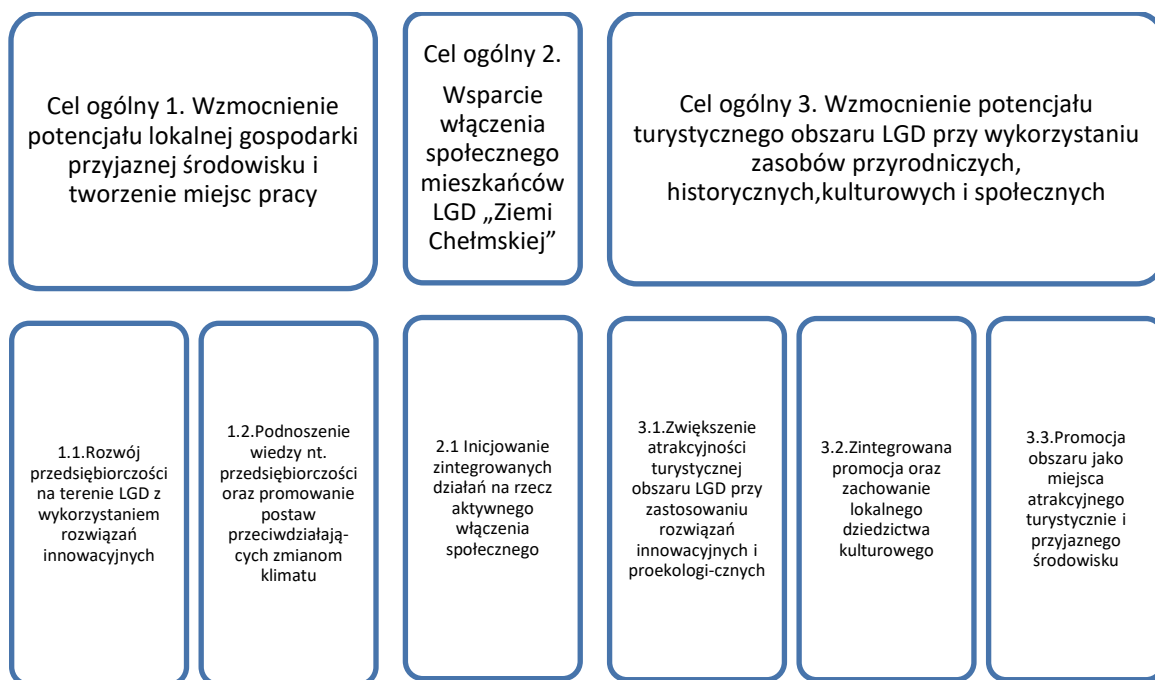 Cel ogólny 1. Wzmocnienie
potencjału lokalnej gospodarki
przyjaznej środowisku i
tworzenie miejsc pracy
Cel ogólny 2.
Wsparcie
włączenia
społecznego
mieszkańców
LGD „Ziemi
Chełmskiej”
Cel ogólny 3. Wzmocnienie potencjału
turystycznego obszaru LGD przy wykorzystaniu
zasobów przyrodniczych,
historycznych,kulturowych i społecznych
1.1.Rozwój
przedsiębiorczości
na terenie LGD z
wykorzystaniem
rozwiązań
innowacyjnych
1.2.Podnoszenie
wiedzy nt.
przedsiębiorczości
oraz promowanie
postaw
przeciwdziałają-
cych zmianom
klimatu
2.1 Inicjowanie
zintegrowanych
działań na rzecz
aktywnego
włączenia
społecznego
3.1.Zwiększenie
atrakcyjności
turystycznej
obszaru LGD przy
zastosowaniu
rozwiązań
innowacyjnych i
proekologi-cznych
3.2.Zintegrowana
promocja oraz
zachowanie
lokalnego
dziedzictwa
kulturowego
3.3.Promocja
obszaru jako
miejsca
atrakcyjnego
turystycznie i
przyjaznego
środowisku